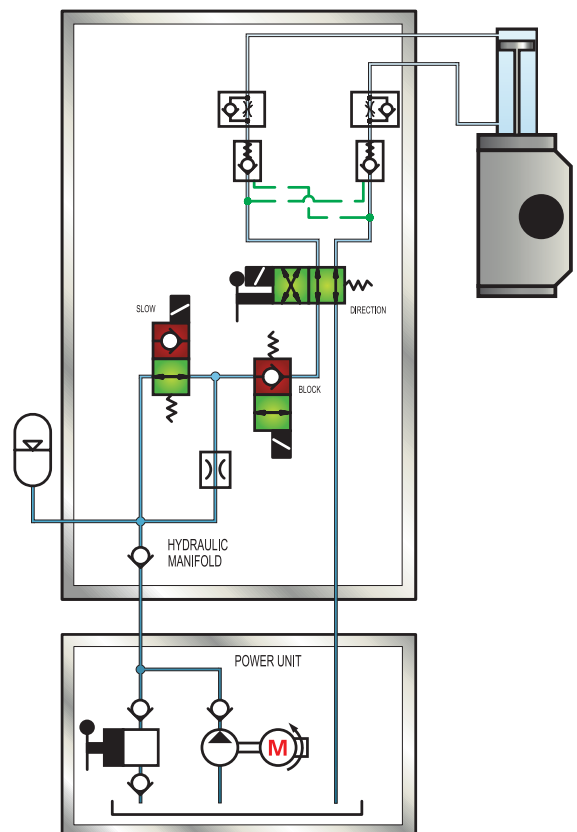 SLOW
DIRECTION
BLOCK
HYDRAULIC
MANIFOLD
POWER UNIT
M